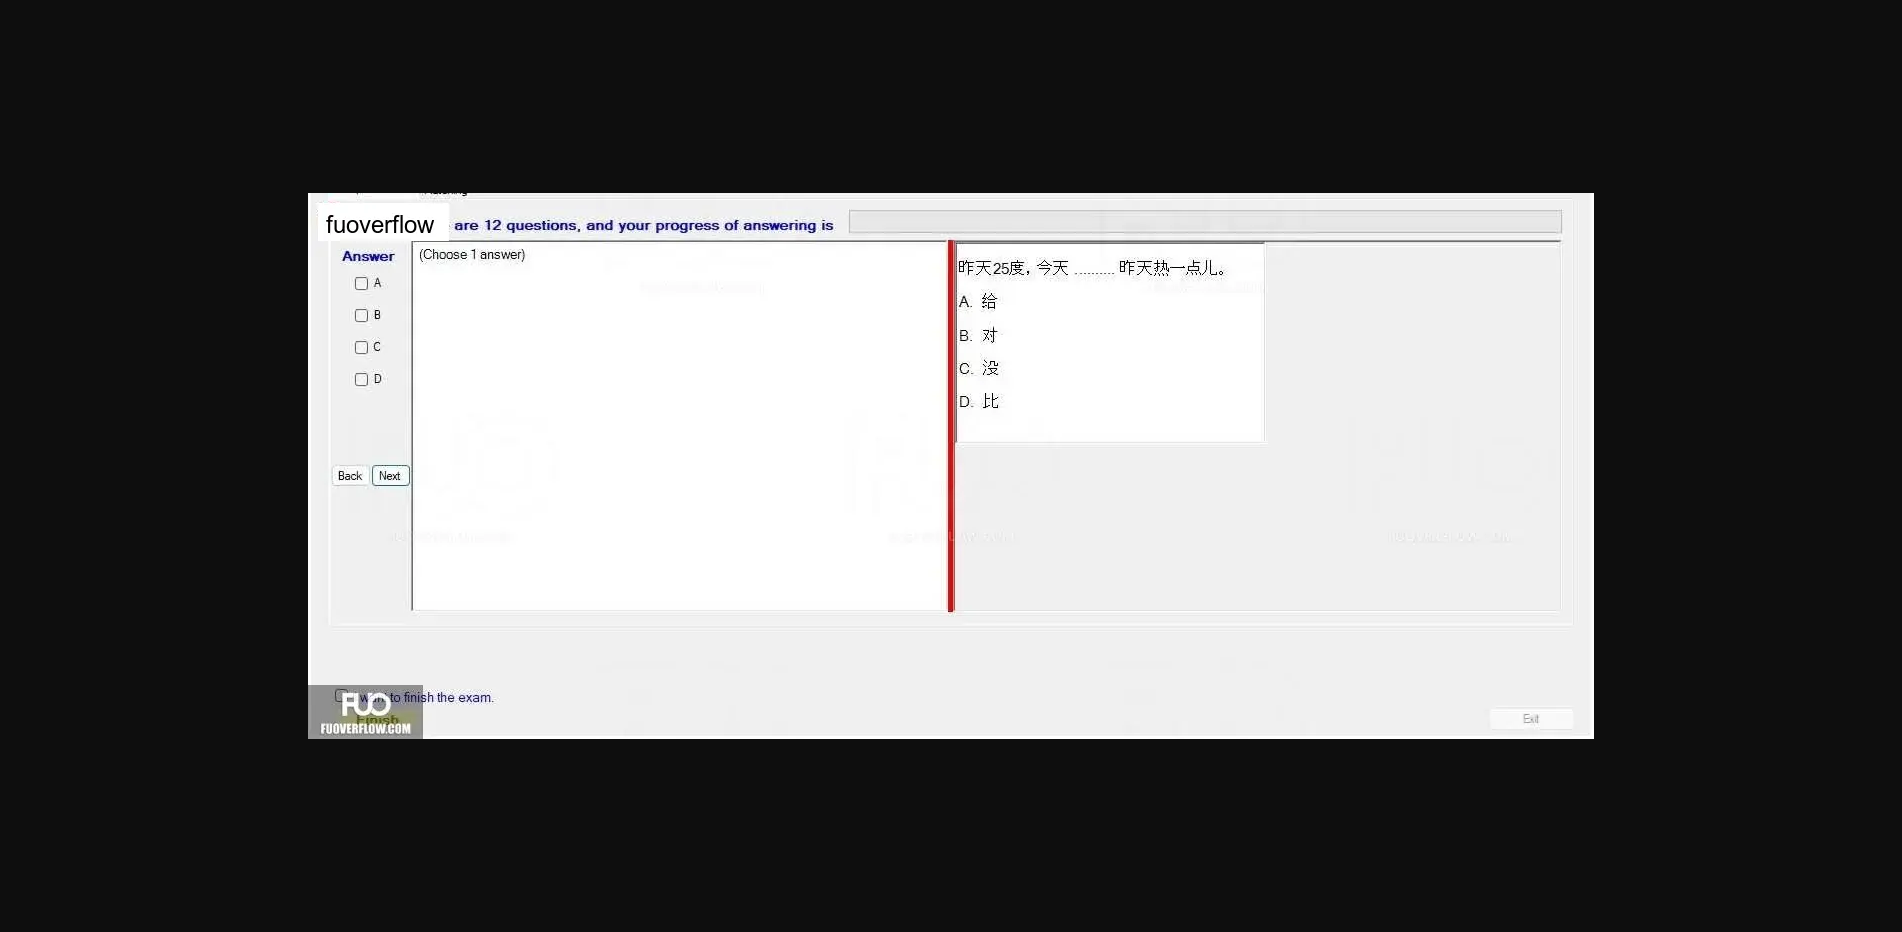 fuoverflow are 12 questions, and your progress of answering is
Answer
(Choose 1 answer)
A
B
C
D
Back Next
昨天25度, 今天 .......... 昨天热一点儿。
A. 给
B. 对
C. 没
D. 比
want to finish the exam.
Finish
FUO
FUOVERFLOW.COM
Exit